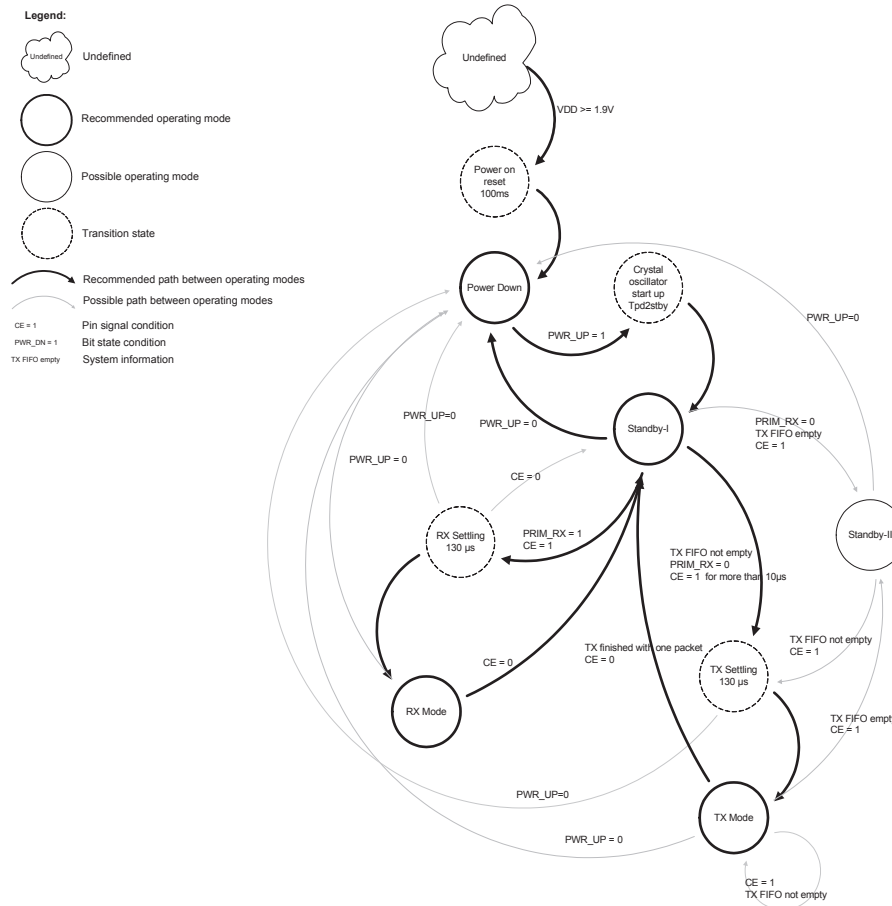 Legend:
Undefined
Undefined
Recommended operating mode
Possible operating mode
Transition state
Recommended path between operating modes
Possible path between operating modes
CE = 1
Pin signal condition
PWR_DN = 1
Bit state condition
TX FIFO empty
System information
Undefined
VDD >= 1.9V
Power on
reset
100ms
Power Down
Crystal
oscillator
start up
Tpd2stby
PWR_UP = 1
PWR_UP=0
PWR_UP=0
PWR_UP = 0
Standby-I
PRIM_RX = 0
TX FIFO empty
CE = 1
PWR_UP = 0
CE = 0
RX Settling
130 µs
PRIM_RX = 1
CE = 1
TX FIFO not empty
PRIM_RX = 0
CE = 1 for more than 10µs
Standby-II
TX FIFO not empty
CE = 1
TX finished with one packet
CE = 0
CE = 0
TX Settling
130 µs
RX Mode
TX FIFO empt
CE = 1
PWR_UP=0
TX Mode
PWR_UP = 0
CE = 1
TX FIFO not empty